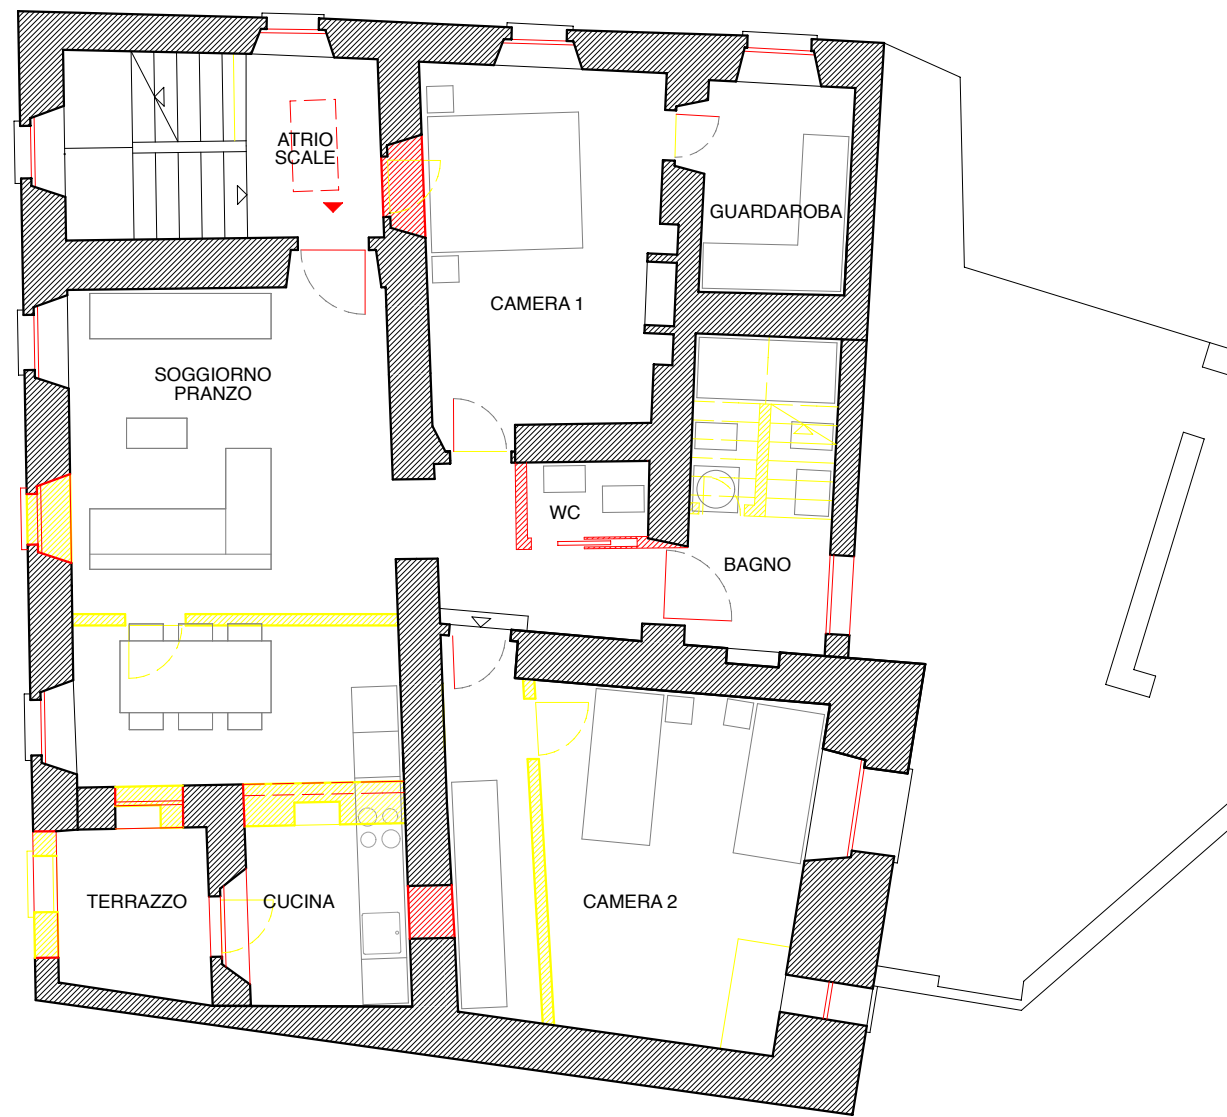 ATRIO
SCALE
GUARDAROBA
CAMERA 1
SOGGIORNO
PRANZO
WC
BAGNO
TERRAZZO
CUCINA
CAMERA 2